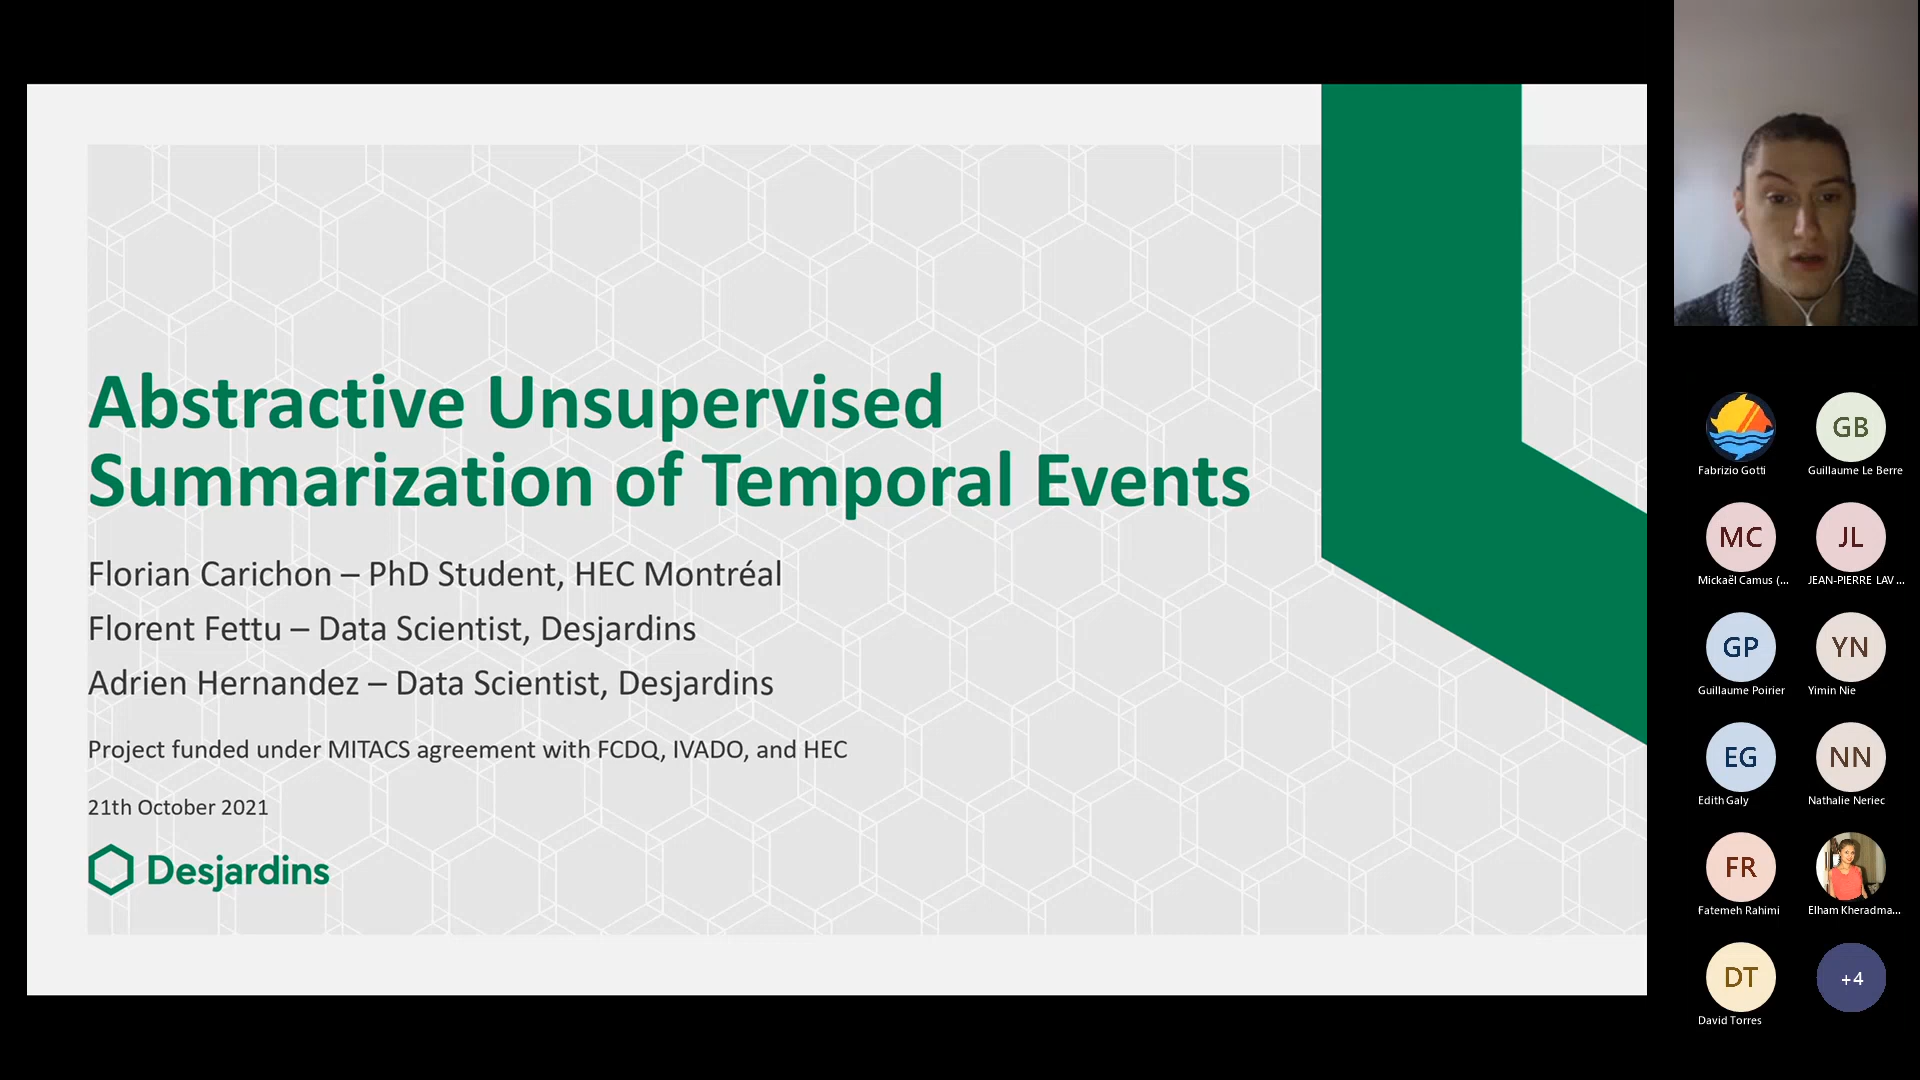 Abstractive Unsupervised
Summarization of Temporal Events
Florian Carichon – PhD Student, HEC Montréal
Florent Fettu – Data Scientist, Desjardins
Adrien Hernandez – Data Scientist, Desjardins
Project funded under MITACS agreement with FCDQ, IVADO, and HEC
21th October 2021
Desjardins
Fabrizio Gotti
GB
Guillaume Le Berre
MC
Mickaël Camus (...
JL
JEAN-PIERRE LAV...
GP
Guillaume Poirier
YN
Yimin Nie
EG
Edith Galy
NN
Nathalie Neriec
FR
Fatemeh Rahimi
Elham Kheradma...
DT
David Torres
+4